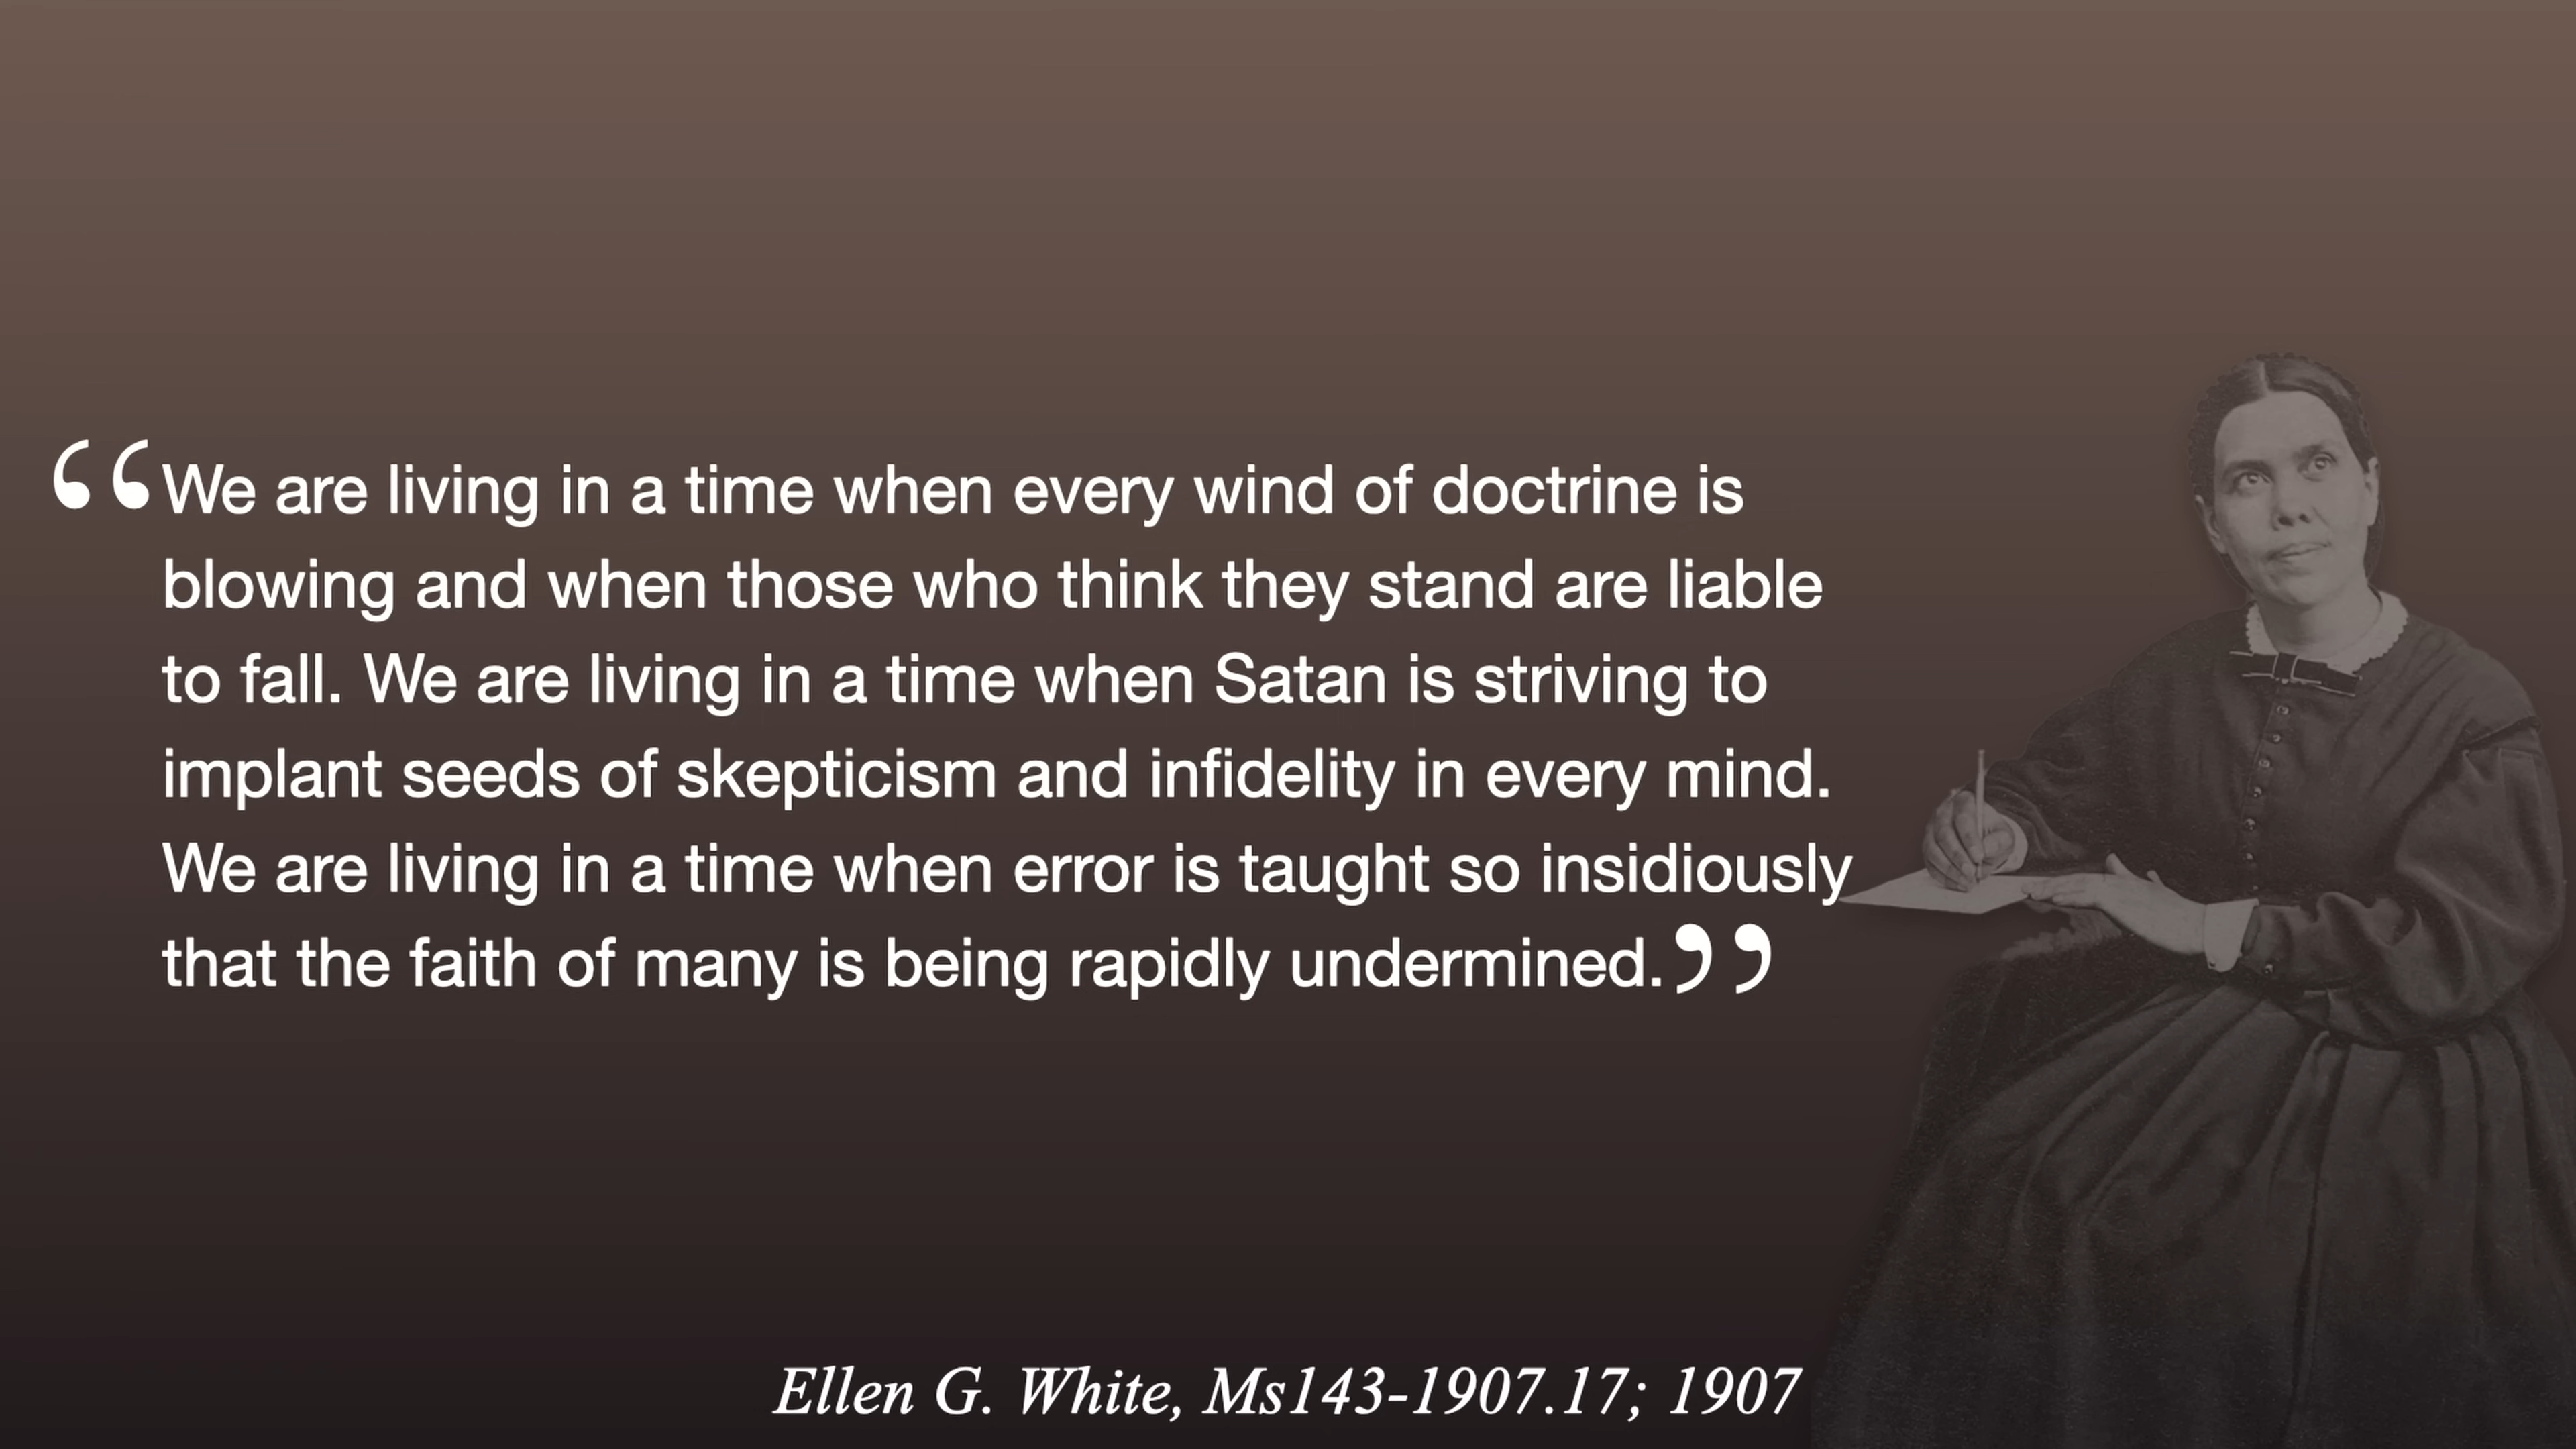 “We are living in a time when every wind of doctrine is
blowing and when those who think they stand are liable
to fall. We are living in a time when Satan is striving to
implant seeds of skepticism and infidelity in every mind.
We are living in a time when error is taught so insidiously
that the faith of many is being rapidly undermined.”
Ellen G. White, Ms143-1907.17; 1907